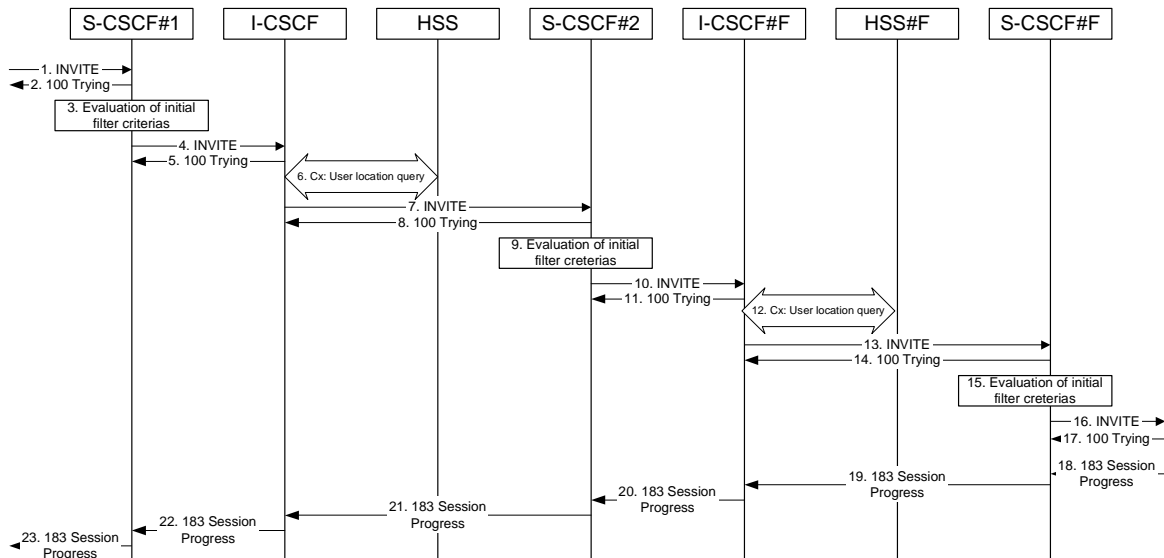 S-CSCF#1
I-CSCF
HSS
S-CSCF#2
I-CSCF#F
HSS#F
S-CSCF#F
1. INVITE
2. 100 Trying
3. Evaluation of initial
filter criterias
4. INVITE
5. 100 Trying
6. Cx: User location query
7. INVITE
8. 100 Trying
9. Evaluation of initial
filter creterias
10. INVITE
11. 100 Trying
12. Cx: User location query
13. INVITE
14. 100 Trying
15. Evaluation of initial
filter creterias
16. INVITE
17. 100 Trying
18. 183 Session
Progress
19. 183 Session
Progress
20. 183 Session
Progress
21. 183 Session
Progress
22. 183 Session
Progress
23. 183 Session
Progress